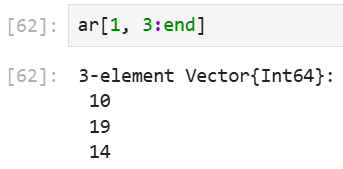 [62]: ar[1, 3:end]
[62]: 3-element Vector{Int64}:
10
19
14